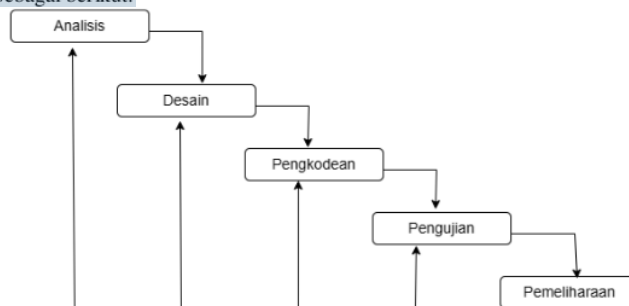 sebagai berikut:
Analisis
Desain
Pengkodean
Pengujian
Pemeliharaan